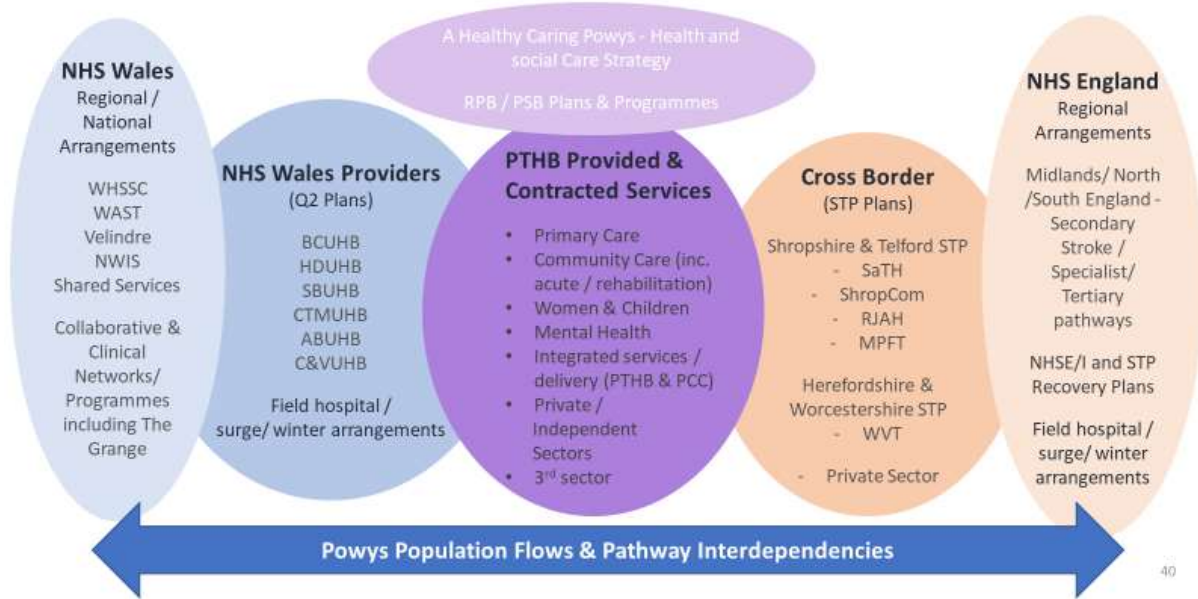 A Healthy Caring Powys - Health and
social Care Strategy
RPB / PSB Plans & Programmes
NHS Wales
Regional /
National
Arrangements
WHSSC
WAST
Velindre
NWIS
Shared Services
Collaborative &
Clinical
Networks/
Programmes
including The
Grange
NHS Wales Providers
(Q2 Plans)
BCUHB
HDUHB
SBUHB
CTMUHB
ABUHB
C&VUHB
Field hospital /
surge/ winter arrangements
PTHB Provided &
Contracted Services
• Primary Care
• Community Care (inc.
acute / rehabilitation)
• Women & Children
• Mental Health
• Integrated services /
delivery (PTHB & PCC)
• Private /
Independent
Sectors
• 3rd sector
Cross Border
(STP Plans)
Shropshire & Telford STP
- SaTH
- ShropCom
- RJAH
- MPFT
Herefordshire &
Worcestershire STP
- WVT
- Private Sector
NHS England
Regional
Arrangements
Midlands/ North
/South England -
Secondary
Stroke /
Specialist/
Tertiary
pathways
NHSE/I and STP
Recovery Plans
Field hospital /
surge/ winter
arrangements
Powys Population Flows & Pathway Interdependencies
40